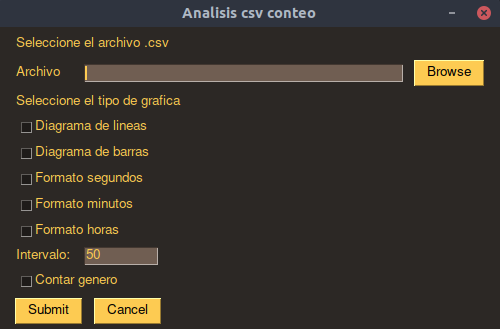 Analisis csv conteo
Seleccione el archivo .csv
Archivo Browse
Seleccione el tipo de grafica
Diagrama de lineas
Diagrama de barras
Formato segundos
Formato minutos
Formato horas
Intervalo: 50
Contar genero
Submit Cancel